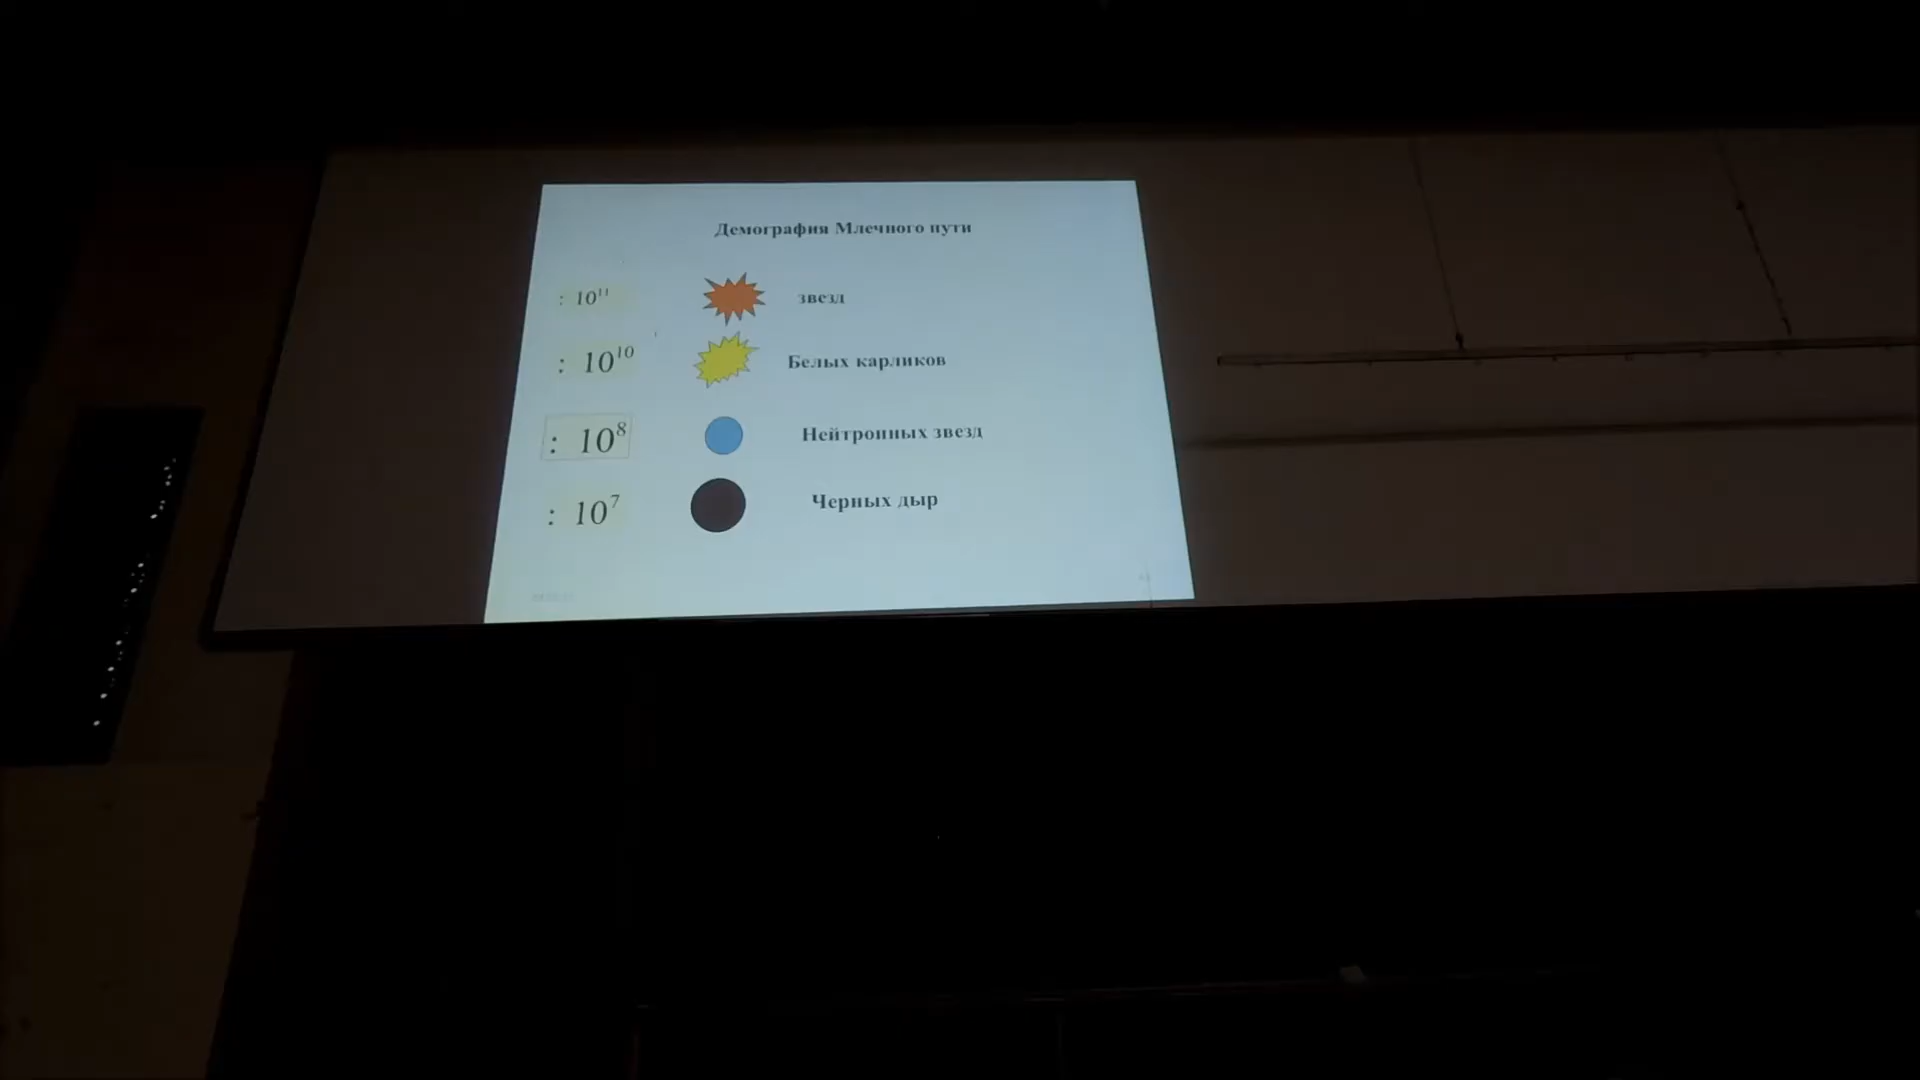 Демография Млечного пути
: 10¹¹ звезд
: 10¹⁰ Белых карликов
: 10⁸ Нейтронных звезд
: 10⁷ Черных дыр